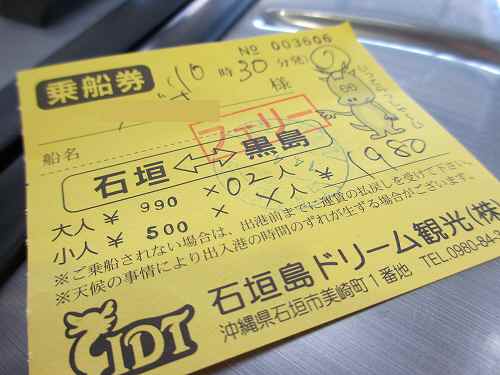 No 003606
乗船券
10時30分発
様
船名
フェリー
石垣 ↔ 黒島
大人 ¥ 990 × 02人 ¥ 1980
小人 ¥ 500 × ×人
※ご乗船されない場合は、出港前までに運賃の払戻しを受けて下さい。
※天候の事情により出入港の時間のずれが生ずる場合がございます。
石垣島ドリーム観光(株
沖縄県石垣市美崎町1番地 TEL.0980-84-3
IDT